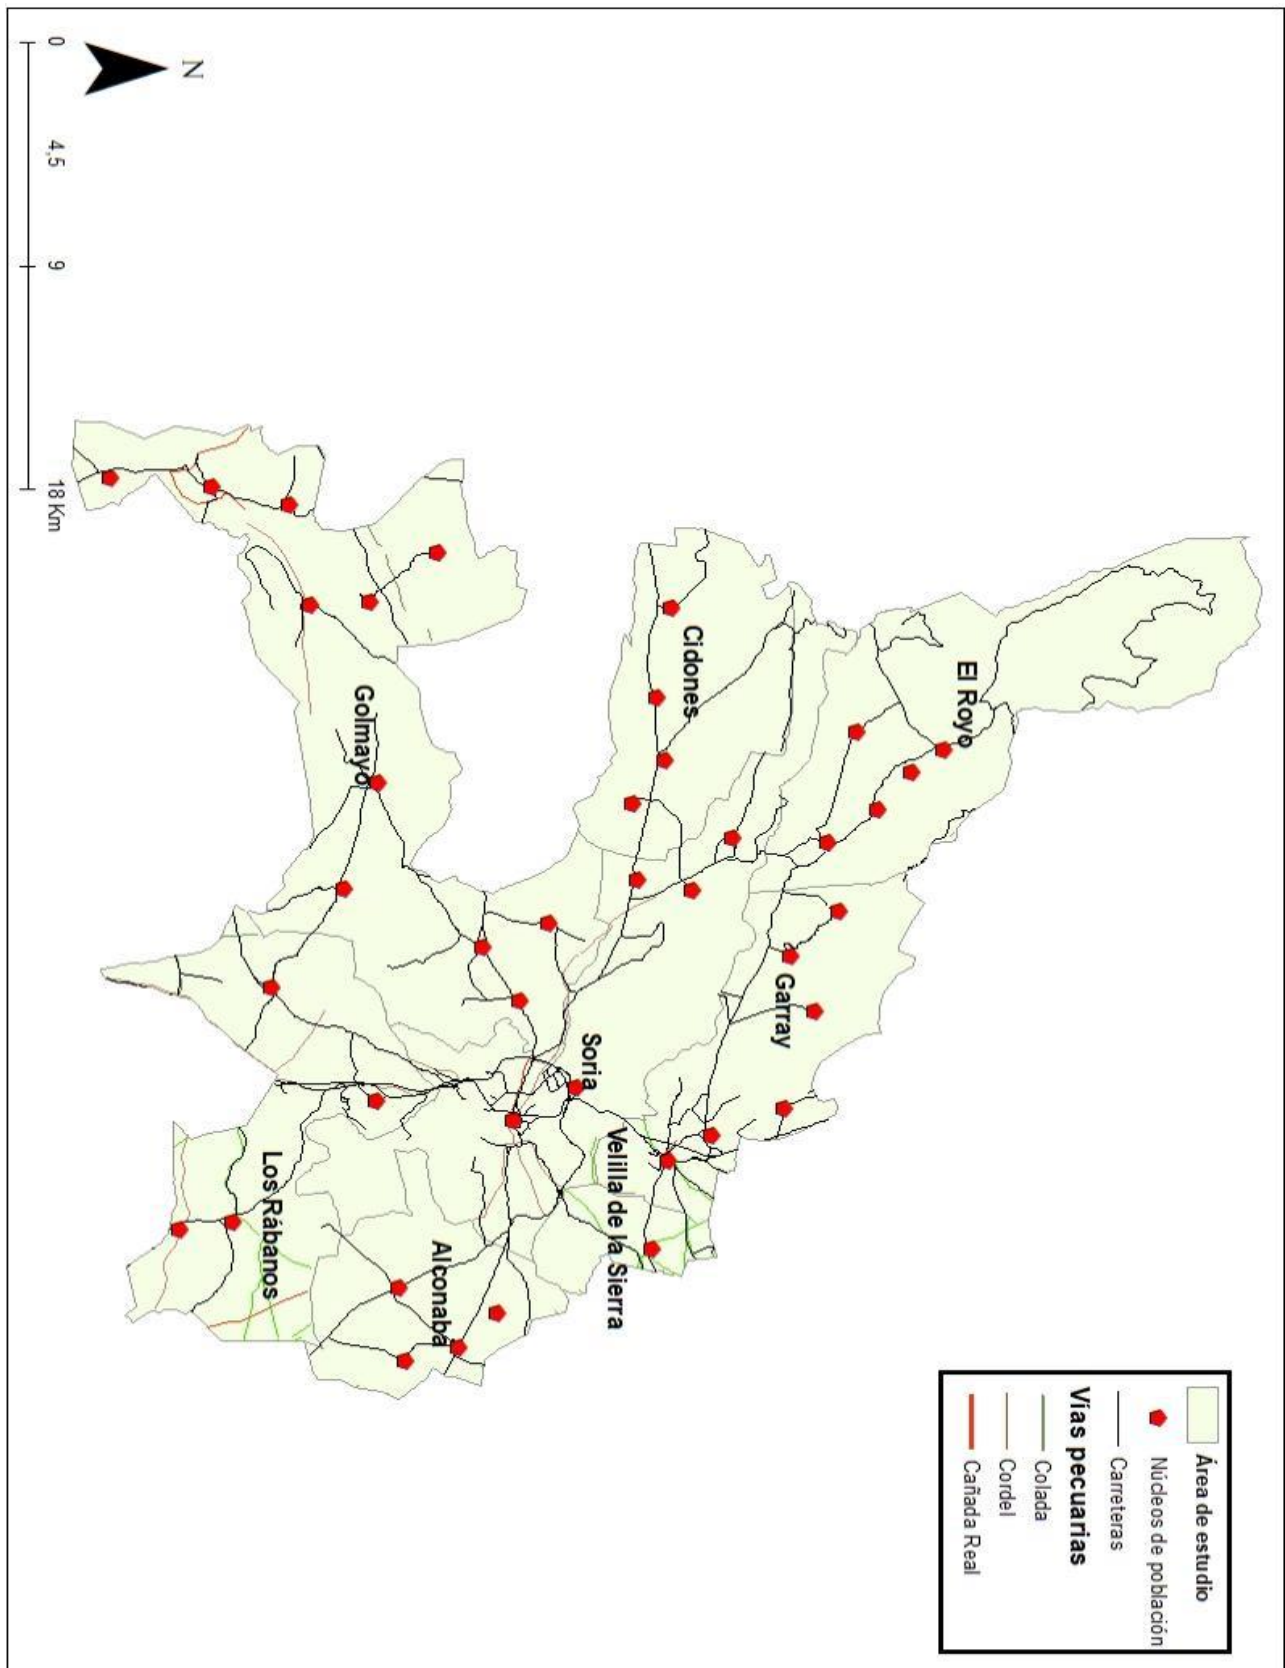 N
0 4,5 9 18 Km
El Royo
Cidones
Garray
Golmayo
Soria
Velilla de la Sierra
Alconaba
Los Rábanos
Área de estudio
Núcleos de población
Carreteras
Vías pecuarias
Colada
Cordel
Cañada Real